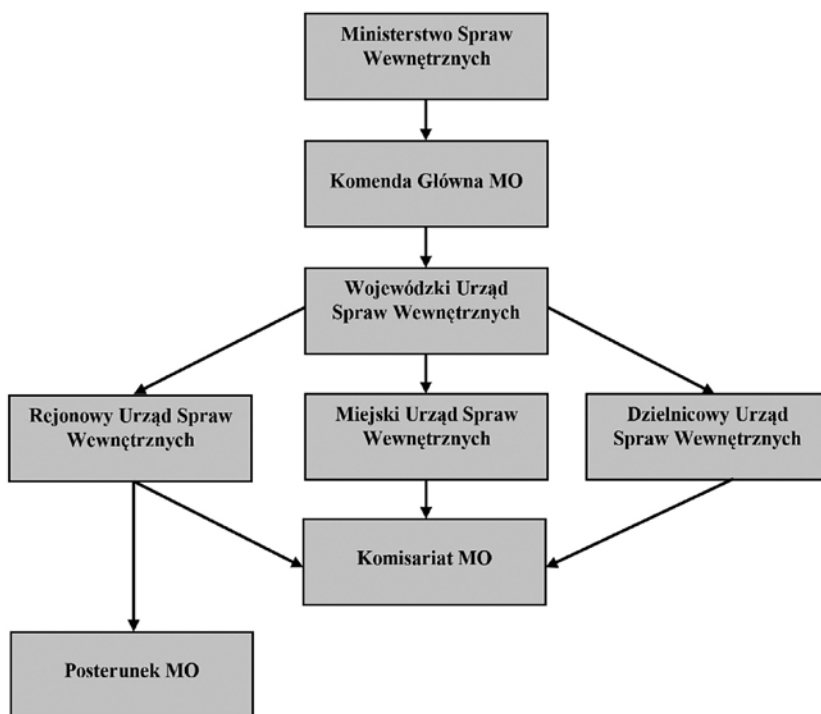 Ministerstwo Spraw
Wewnętrznych
Komenda Główna MO
Wojewódzki Urząd
Spraw Wewnętrznych
Rejonowy Urząd Spraw
Wewnętrznych
Miejski Urząd Spraw
Wewnętrznych
Dzielnicowy Urząd
Spraw Wewnętrznych
Komisariat MO
Posterunek MO